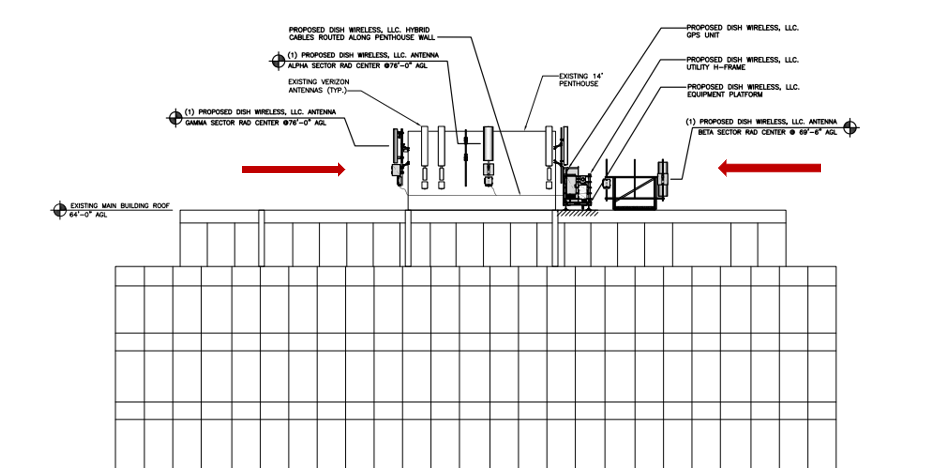 PROPOSED DISH WIRELESS, LLC. HYBRID
CABLES ROUTED ALONG PENTHOUSE WALL
(1) PROPOSED DISH WIRELESS, LLC. ANTENNA
ALPHA SECTOR RAD CENTER @76'-0" AGL
EXISTING VERIZON
ANTENNAS (TYP.)
(1) PROPOSED DISH WIRELESS, LLC. ANTENNA
GAMMA SECTOR RAD CENTER @76'-0" AGL
EXISTING 14'
PENTHOUSE
PROPOSED DISH WIRELESS, LLC.
GPS UNIT
PROPOSED DISH WIRELESS, LLC.
UTILITY H-FRAME
PROPOSED DISH WIRELESS, LLC.
EQUIPMENT PLATFORM
(1) PROPOSED DISH WIRELESS, LLC. ANTENNA
BETA SECTOR RAD CENTER @ 69'-6" AGL
EXISTING MAIN BUILDING ROOF
64'-0" AGL